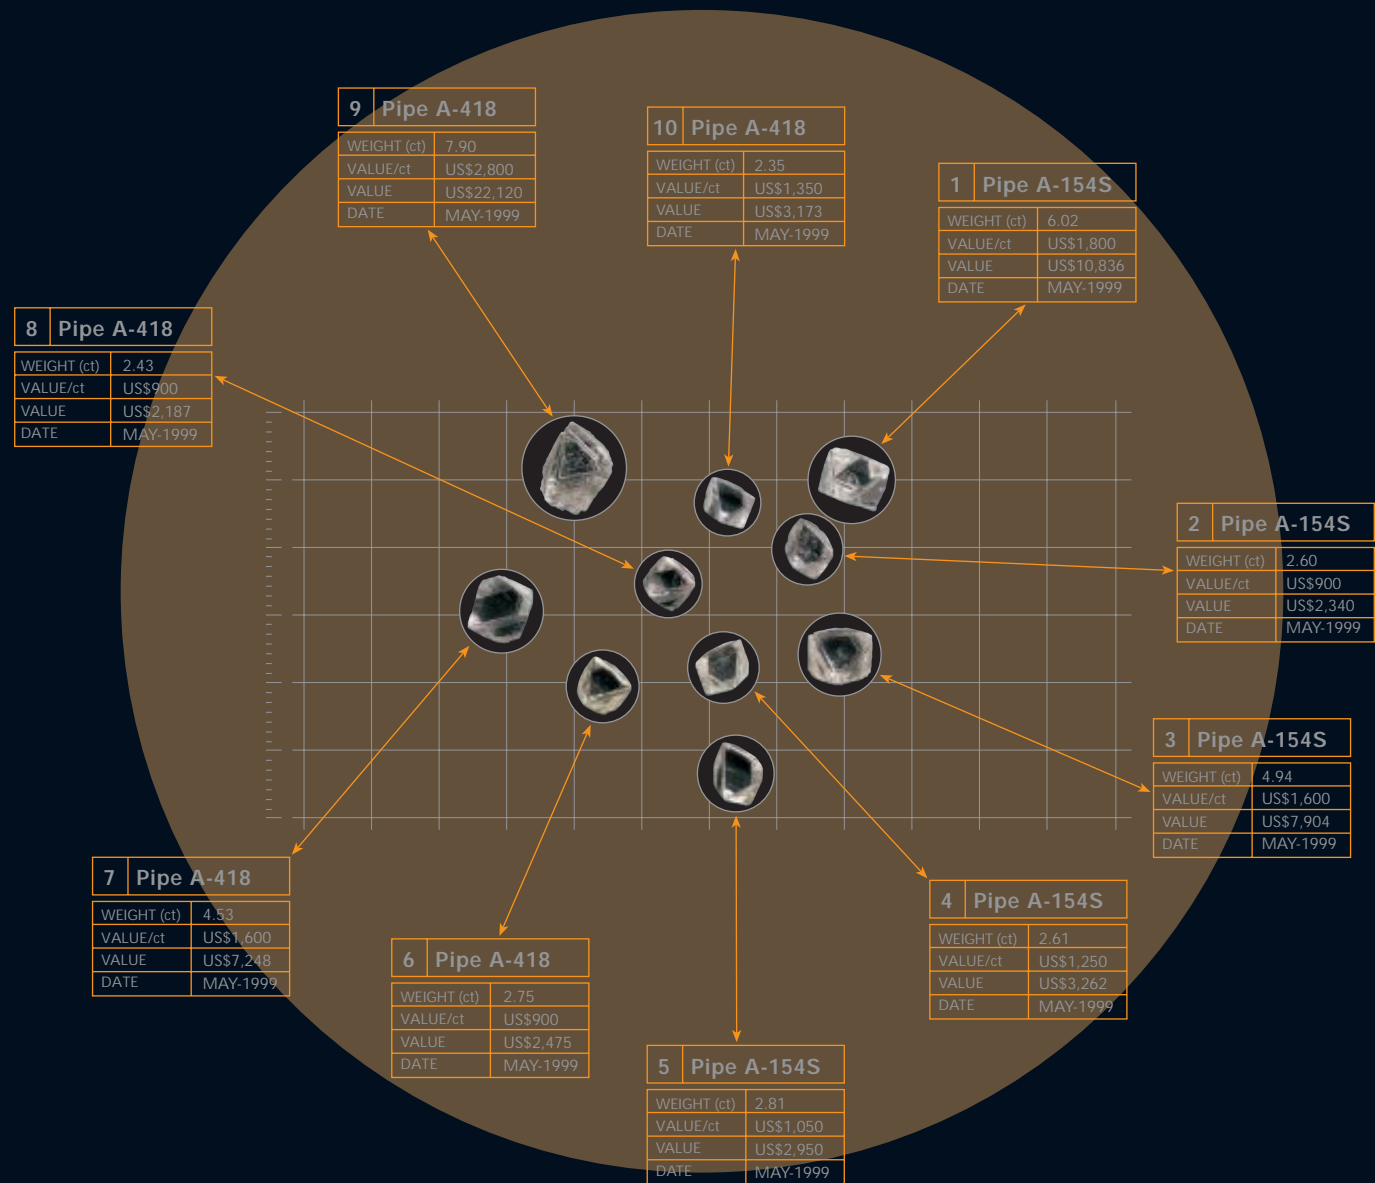 9 Pipe A-418
WEIGHT (ct) 7.90
VALUE/ct US$2,800
VALUE US$22,120
DATE MAY-1999
10 Pipe A-418
WEIGHT (ct) 2.35
VALUE/ct US$1,350
VALUE US$3,173
DATE MAY-1999
1 Pipe A-154S
WEIGHT (ct) 6.02
VALUE/ct US$1,800
VALUE US$10,836
DATE MAY-1999
8 Pipe A-418
WEIGHT (ct) 2.43
VALUE/ct US$900
VALUE US$2,187
DATE MAY-1999
2 Pipe A-154S
WEIGHT (ct) 2.60
VALUE/ct US$900
VALUE US$2,340
DATE MAY-1999
3 Pipe A-154S
WEIGHT (ct) 4.94
VALUE/ct US$1,600
VALUE US$7,904
DATE MAY-1999
7 Pipe A-418
WEIGHT (ct) 4.53
VALUE/ct US$1,600
VALUE US$7,248
DATE MAY-1999
4 Pipe A-154S
WEIGHT (ct) 2.61
VALUE/ct US$1,250
VALUE US$3,262
DATE MAY-1999
6 Pipe A-418
WEIGHT (ct) 2.75
VALUE/ct US$900
VALUE US$2,475
DATE MAY-1999
5 Pipe A-154S
WEIGHT (ct) 2.81
VALUE/ct US$1,050
VALUE US$2,950
DATE MAY-1999